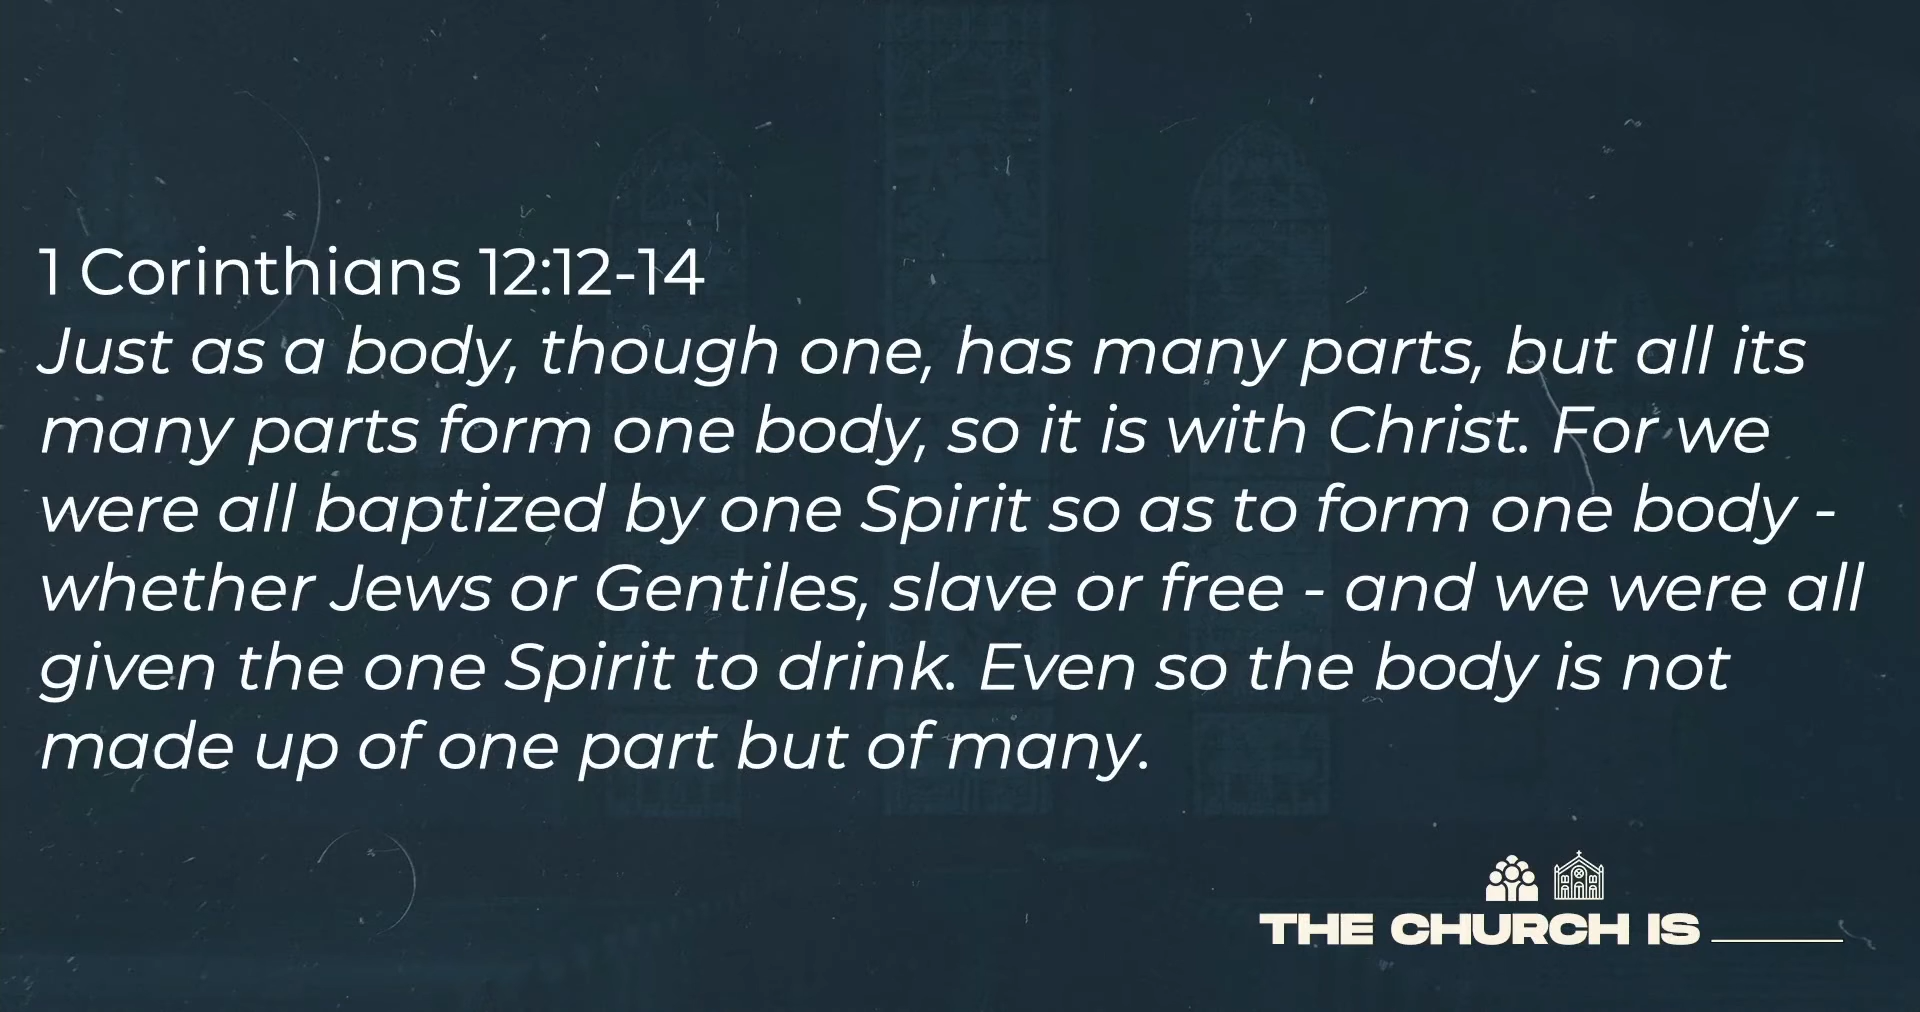 1 Corinthians 12:12-14
Just as a body, though one, has many parts, but all its
many parts form one body, so it is with Christ. For we
were all baptized by one Spirit so as to form one body -
whether Jews or Gentiles, slave or free - and we were all
given the one Spirit to drink. Even so the body is not
made up of one part but of many.
THE CHURCH IS ______